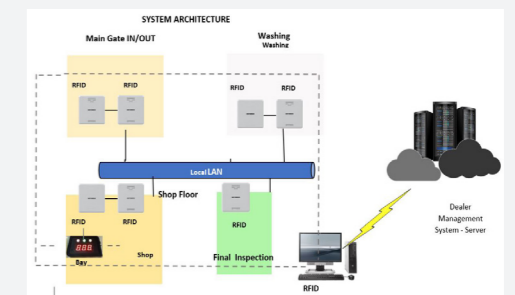 SYSTEM ARCHITECTURE
Main Gate IN/OUT
Washing
Washing
RFID RFID
RFID RFID
Local LAN
Shop Floor
RFID RFID
RFID
Bay
Shop
Final Inspection
RFID
Dealer
Management
System - Server